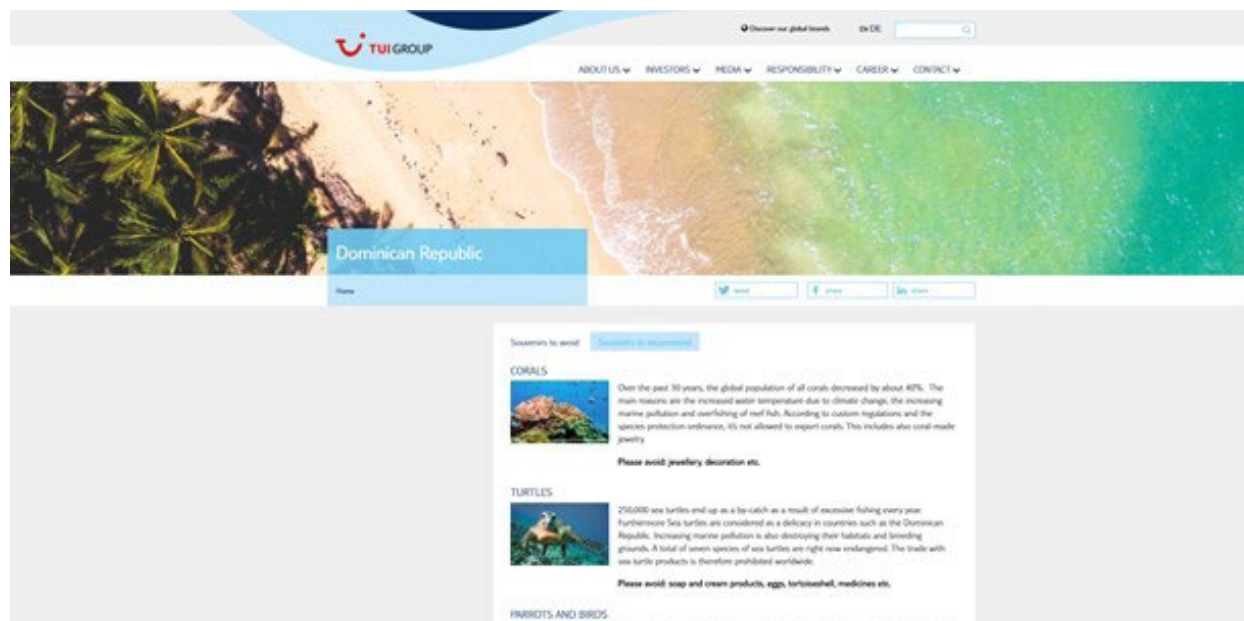 Discover our global brands EN DE
TUI GROUP
ABOUT US INVESTORS MEDIA RESPONSIBILITY CAREER CONTACT
Dominican Republic
Home
tweet share share
Souvenirs to avoid Souvenirs to recommend
CORALS
Over the past 30 years, the global population of all corals decreased by about 40%. The
main reasons are the increased water temperature due to climate change, the increasing
marine pollution and overfishing of reef fish. According to custom regulations and the
species protection ordinance, it's not allowed to export corals. This includes also coral made
jewelry.
Please avoid: jewellery, decoration etc.
TURTLES
250,000 sea turtles end up as a by-catch as a result of excessive fishing every year.
Furthermore Sea turtles are considered as a delicacy in countries such as the Dominican
Republic. Increasing marine pollution is also destroying their habitats and breeding
grounds. A total of seven species of sea turtles are right now endangered. The trade with
sea turtle products is therefore prohibited worldwide.
Please avoid: soap and cream products, eggs, tortoiseshell, medicines etc.
PARROTS AND BIRDS